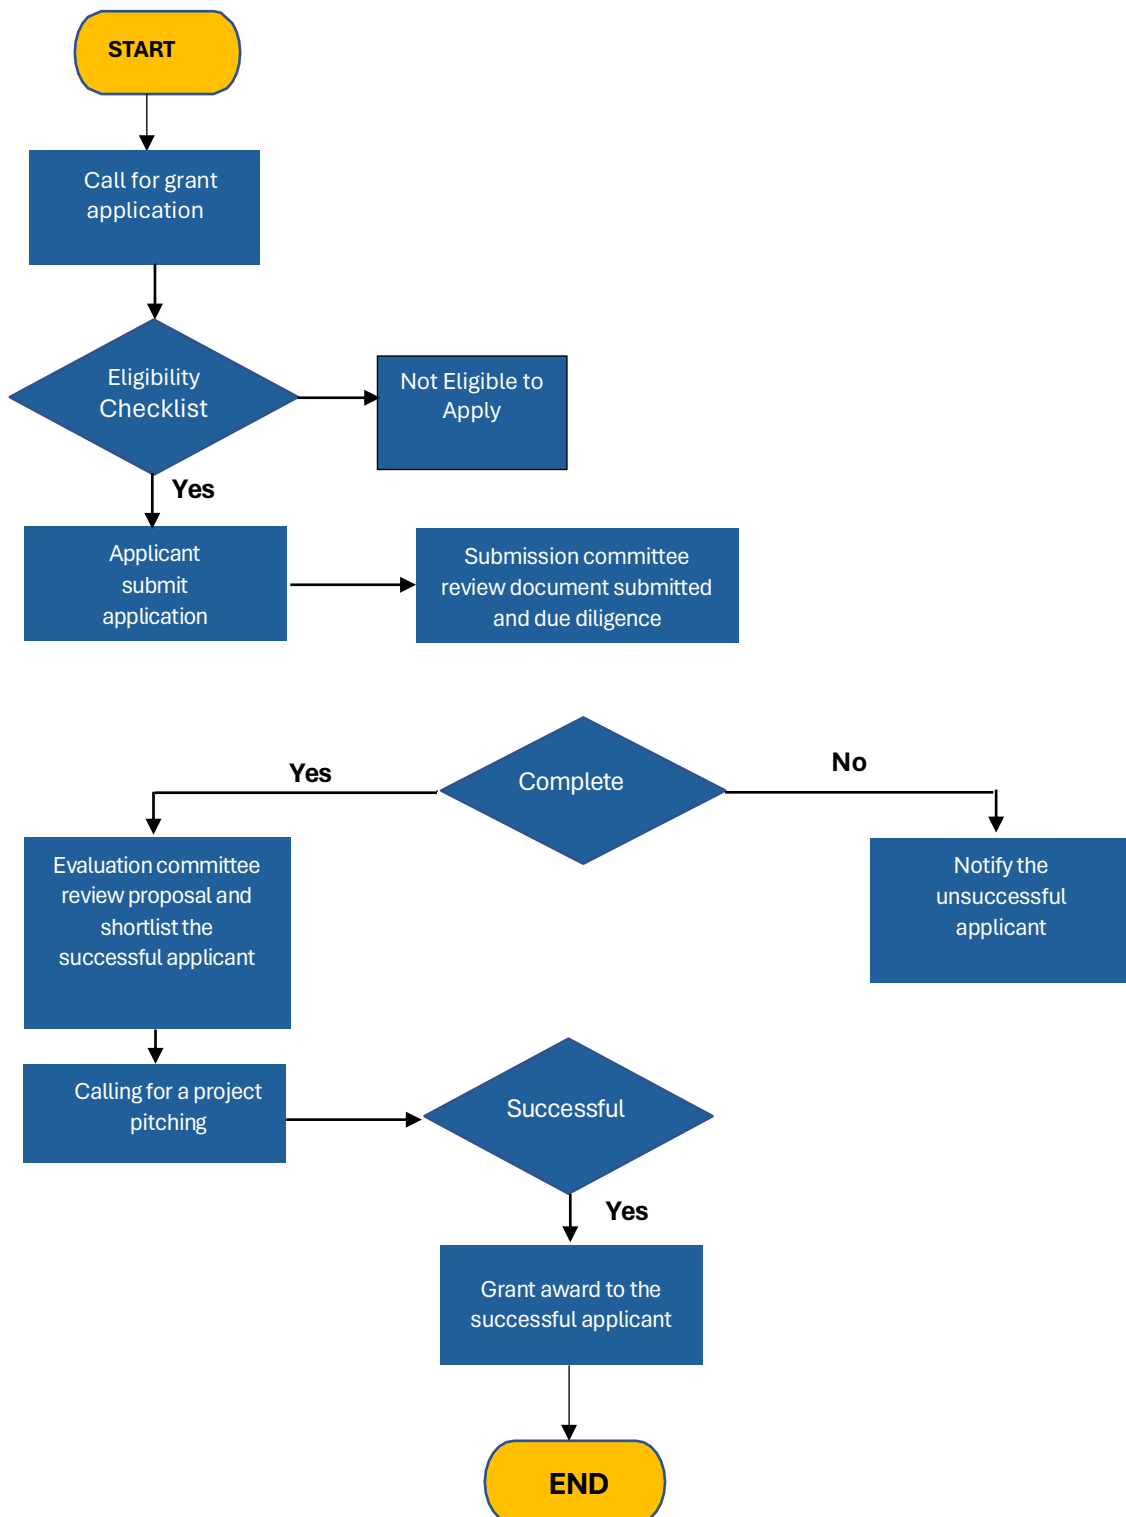 START
Call for grant
application
Eligibility
Checklist
Not Eligible to
Apply
Yes
Applicant
submit
application
Submission committee
review document submitted
and due diligence
Complete
Yes
No
Evaluation committee
review proposal and
shortlist the
successful applicant
Notify the
unsuccessful
applicant
Calling for a project
pitching
Successful
Yes
Grant award to the
successful applicant
END